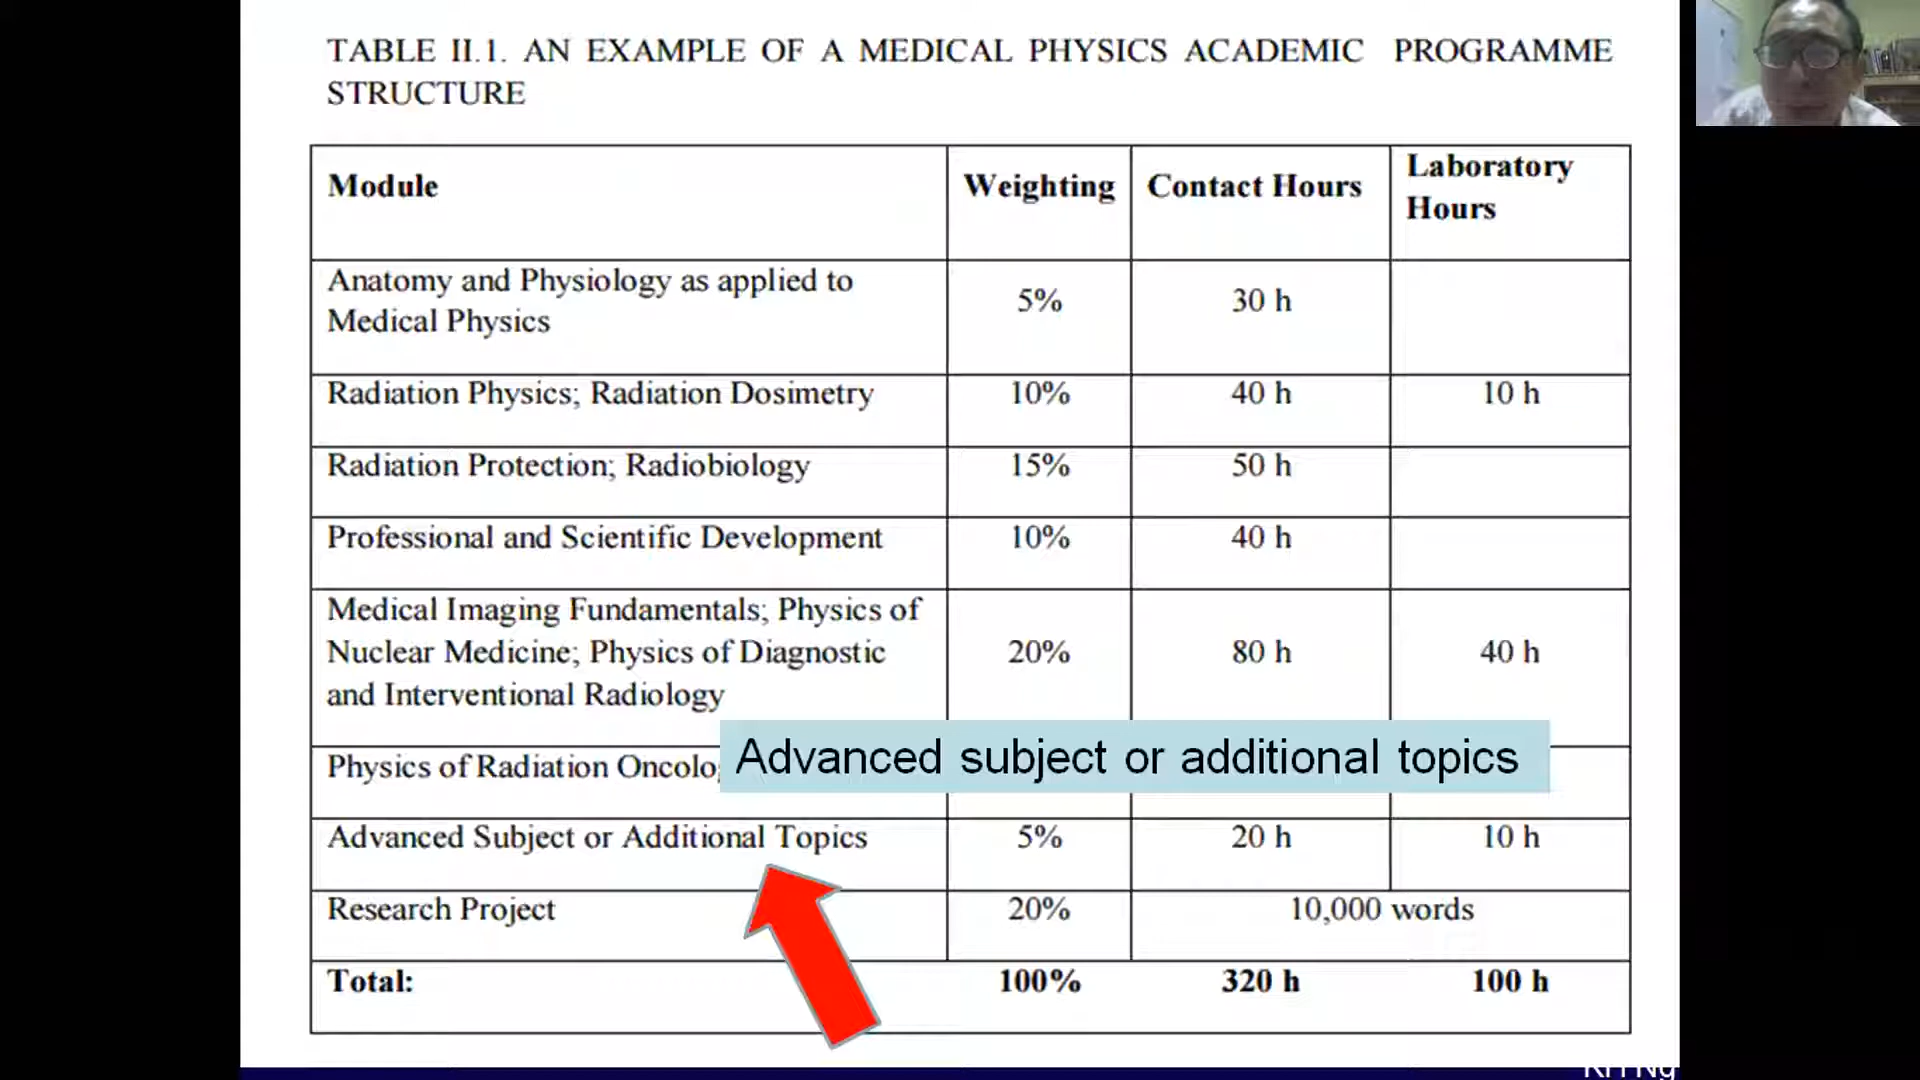 TABLE II.1. AN EXAMPLE OF A MEDICAL PHYSICS ACADEMIC PROGRAMME
STRUCTURE
Module Weighting Contact Hours Laboratory Hours
Anatomy and Physiology as applied to
Medical Physics 5% 30 h
Radiation Physics; Radiation Dosimetry 10% 40 h 10 h
Radiation Protection; Radiobiology 15% 50 h
Professional and Scientific Development 10% 40 h
Medical Imaging Fundamentals; Physics of
Nuclear Medicine; Physics of Diagnostic 20% 80 h 40 h
and Interventional Radiology
Physics of Radiation
Advanced subject or additional topics
Advanced Subject or Additional Topics 5% 20 h 10 h
Research Project 20% 10,000 words
Total: 100% 320 h 100 h